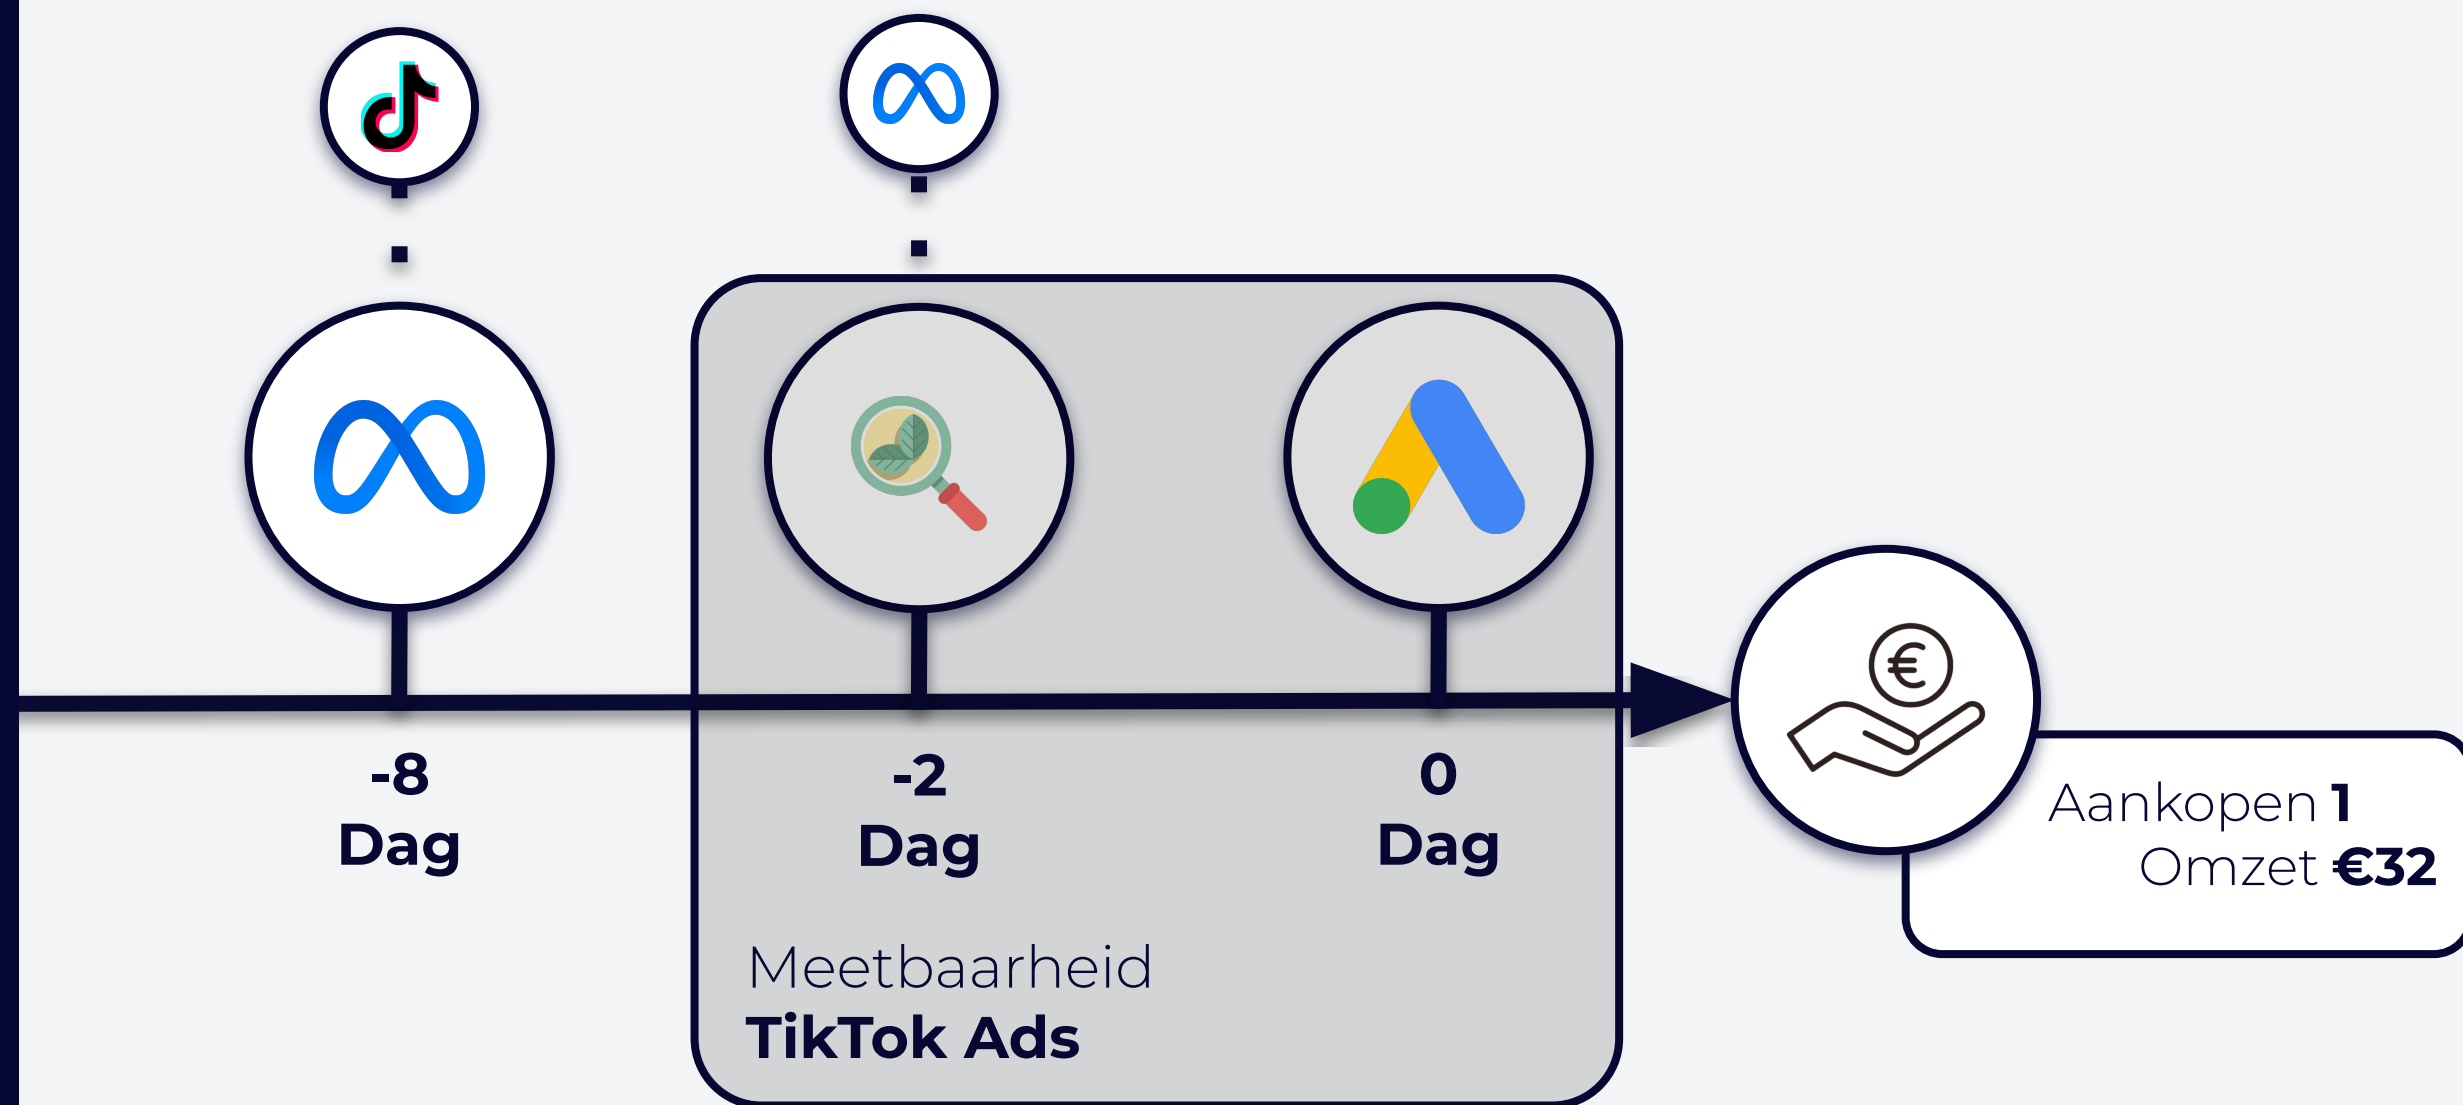 -8
Dag
-2
Dag
0
Dag
Meetbaarheid
TikTok Ads
€
Aankopen 1
Omzet €32